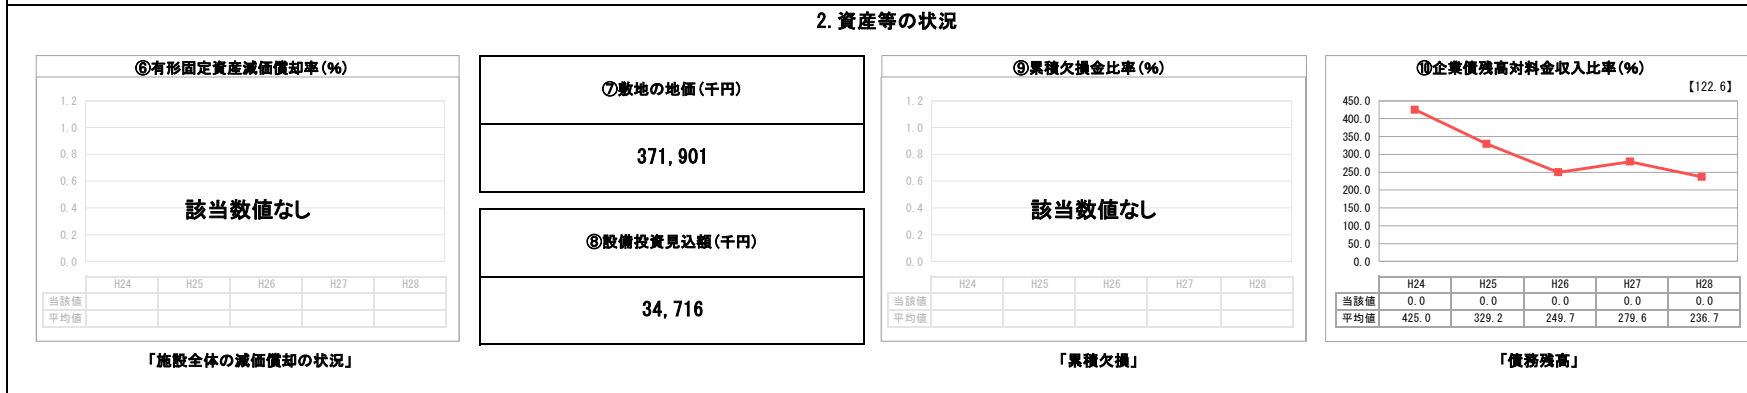 2.資産等の状況
⑥有形固定資産減価償却率(%)
1.2
1.0
0.8
0.6
0.4
0.2
0.0
該当数値なし
H24 H25 H26 H27 H28
当該値
平均値
「施設全体の減価償却の状況」
⑦敷地の地価(千円)
371,901
⑧設備投資見込額(千円)
34,716
⑨累積欠損金比率(%)
1.2
1.0
0.8
0.6
0.4
0.2
0.0
該当数値なし
H24 H25 H26 H27 H28
当該値
平均値
「累積欠損」
⑩企業債残高対料金収入比率(%)
【122.6】
450.0
400.0
350.0
300.0
250.0
200.0
150.0
100.0
50.0
0.0
H24 H25 H26 H27 H28
当該値 0.0 0.0 0.0 0.0 0.0
平均値 425.0 329.2 249.7 279.6 236.7
「債務残高」